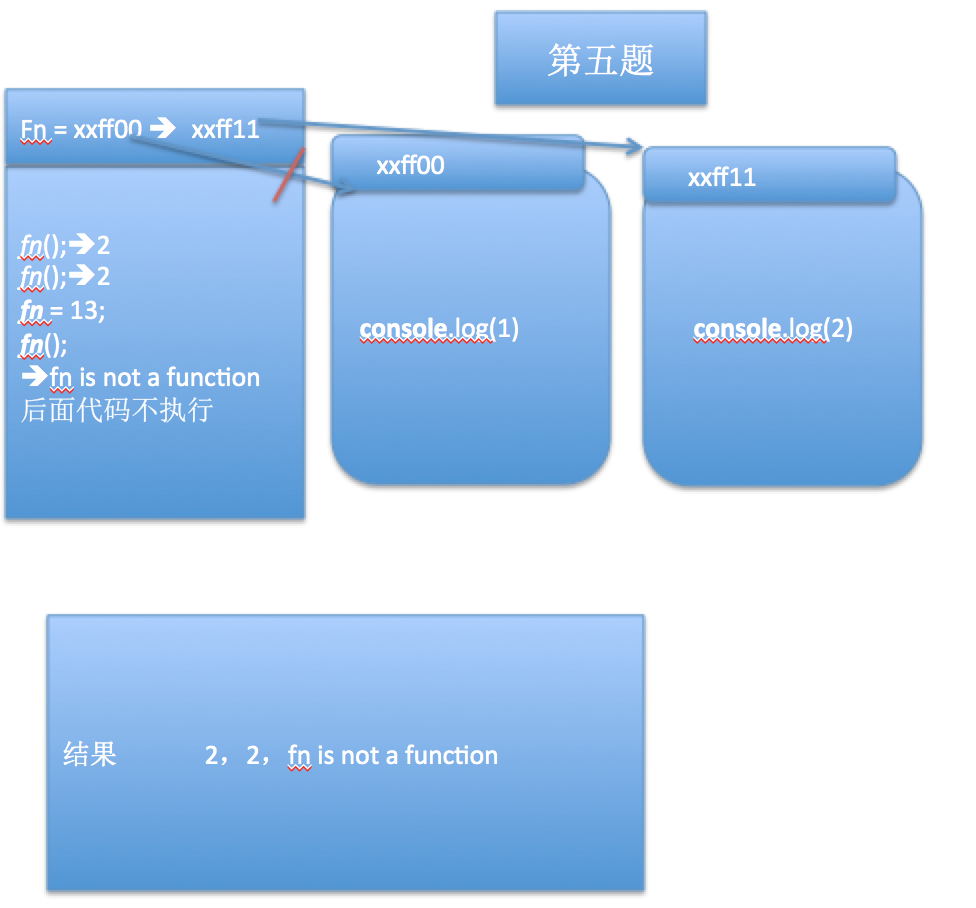 第五题
Fn = xxff00 ➔ xxff11
fn();➔2
fn();➔2
fn = 13;
fn();
➔fn is not a function
后面代码不执行
xxff00
console.log(1)
xxff11
console.log(2)
结果 2，2，fn is not a function